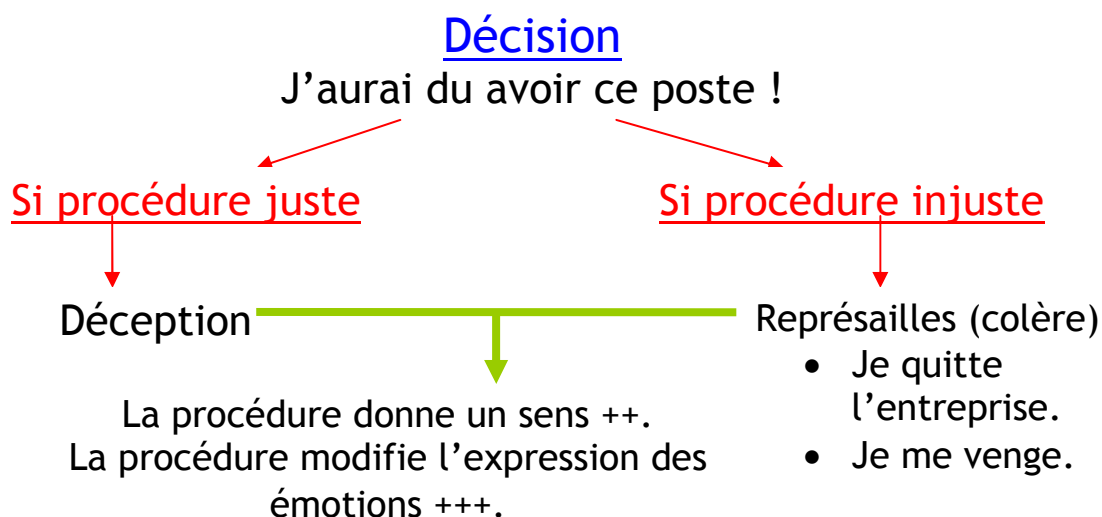 Décision
J’aurai du avoir ce poste !
Si procédure juste
Si procédure injuste
Déception
Représailles (colère)
• Je quitte
l’entreprise.
• Je me venge.
La procédure donne un sens ++.
La procédure modifie l’expression des
émotions +++.